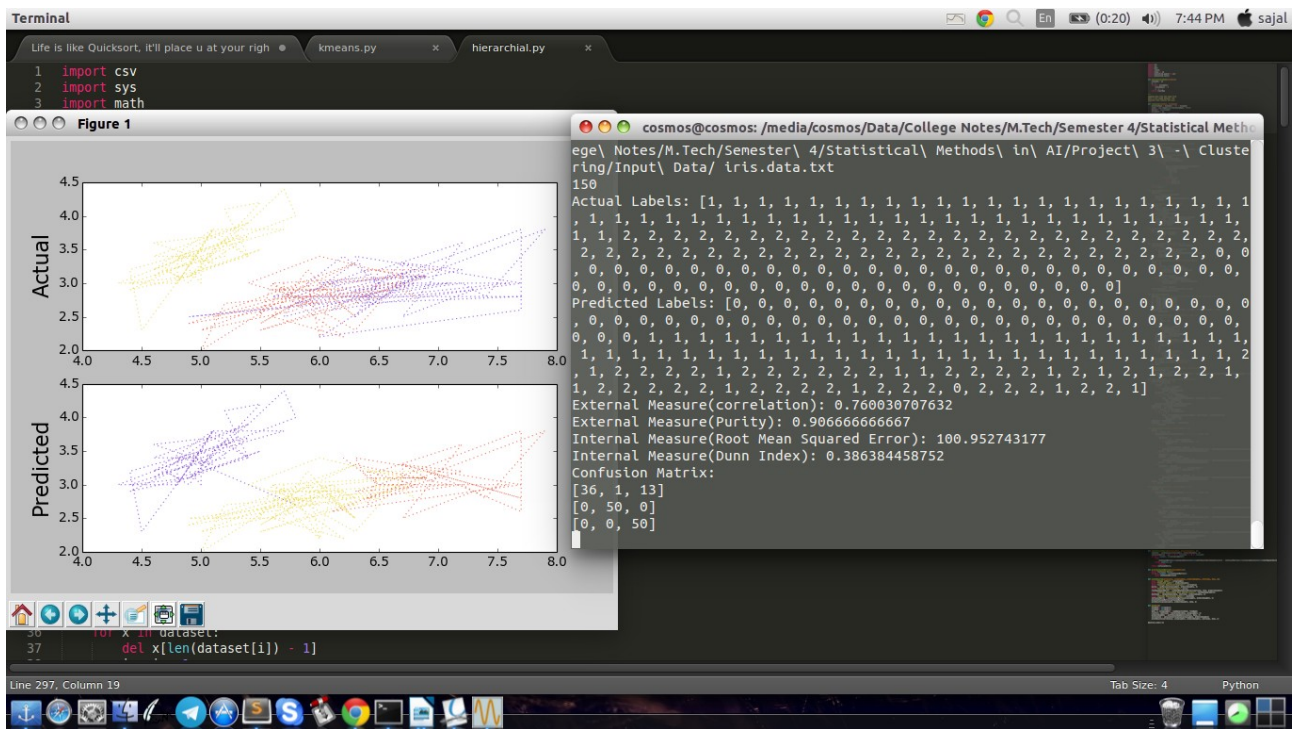 Terminal
En (0:20) 7:44 PM sajal
Life is like Quicksort, it'll place u at your righ
kmeans.py ×
hierarchial.py ×
1 import csv
2 import sys
3 import math
Figure 1
4.5
4.0
3.5
3.0
2.5
2.0
Actual
4.0 4.5 5.0 5.5 6.0 6.5 7.0 7.5 8.0
4.5
4.0
3.5
3.0
2.5
2.0
Predicted
4.0 4.5 5.0 5.5 6.0 6.5 7.0 7.5 8.0
36 for x in dataset:
37 del x[len(dataset[i]) - 1]
cosmos@cosmos: /media/cosmos/Data/College Notes/M.Tech/Semester 4/Statistical Metho
ege\ Notes/M.Tech/Semester\ 4/Statistical\ Methods\ in\ AI/Project\ 3\ -\ Cluste
ring/Input\ Data/ iris.data.txt
150
Actual Labels: [1, 1, 1, 1, 1, 1, 1, 1, 1, 1, 1, 1, 1, 1, 1, 1, 1, 1, 1, 1, 1, 1
, 1, 1, 1, 1, 1, 1, 1, 1, 1, 1, 1, 1, 1, 1, 1, 1, 1, 1, 1, 1, 1, 1, 1, 1, 1, 1,
1, 1, 2, 2, 2, 2, 2, 2, 2, 2, 2, 2, 2, 2, 2, 2, 2, 2, 2, 2, 2, 2, 2, 2, 2, 2, 2, 2,
2, 2, 2, 2, 2, 2, 2, 2, 2, 2, 2, 2, 2, 2, 2, 2, 2, 2, 2, 2, 2, 2, 2, 2, 2, 0, 0
, 0, 0, 0, 0, 0, 0, 0, 0, 0, 0, 0, 0, 0, 0, 0, 0, 0, 0, 0, 0, 0, 0, 0, 0, 0, 0,
0, 0, 0, 0, 0, 0, 0, 0, 0, 0, 0, 0, 0, 0, 0, 0, 0, 0, 0, 0, 0, 0]
Predicted Labels: [0, 0, 0, 0, 0, 0, 0, 0, 0, 0, 0, 0, 0, 0, 0, 0, 0, 0, 0, 0, 0
, 0, 0, 0, 0, 0, 0, 0, 0, 0, 0, 0, 0, 0, 0, 0, 0, 0, 0, 0, 0, 0, 0, 0, 0, 0, 0,
0, 0, 0, 1, 1, 1, 1, 1, 1, 1, 1, 1, 1, 1, 1, 1, 1, 1, 1, 1, 1, 1, 1, 1, 1, 1, 1, 1, 1,
1, 1, 1, 1, 1, 1, 1, 1, 1, 1, 1, 1, 1, 1, 1, 1, 1, 1, 1, 1, 1, 1, 1, 1, 1, 1, 2
, 1, 2, 2, 2, 2, 1, 2, 2, 2, 2, 2, 2, 1, 1, 2, 2, 2, 2, 1, 2, 1, 2, 1, 2, 2, 1,
1, 2, 2, 2, 2, 2, 1, 2, 2, 2, 2, 1, 2, 2, 2, 0, 2, 2, 2, 1, 2, 2, 1]
External Measure(correlation): 0.760030707632
External Measure(Purity): 0.906666666667
Internal Measure(Root Mean Squared Error): 100.952743177
Internal Measure(Dunn Index): 0.386384458752
Confusion Matrix:
[36, 1, 13]
[0, 50, 0]
[0, 0, 50]
Line 297, Column 19
Tab Size: 4 Python